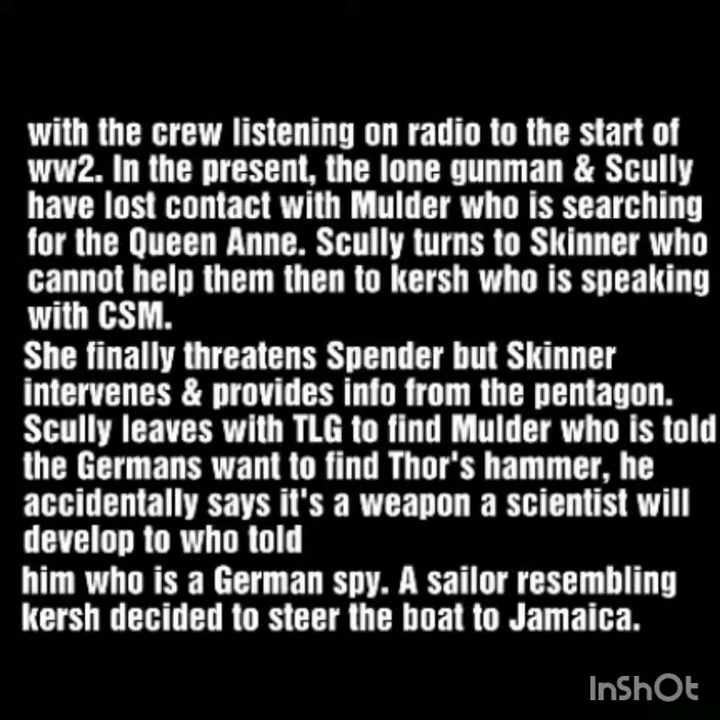 with the crew listening on radio to the start of
ww2. In the present, the lone gunman & Scully
have lost contact with Mulder who is searching
for the Queen Anne. Scully turns to Skinner who
cannot help them then to kersh who is speaking
with CSM.
She finally threatens Spender but Skinner
intervenes & provides info from the pentagon.
Scully leaves with TLG to find Mulder who is told
the Germans want to find Thor's hammer, he
accidentally says it's a weapon a scientist will
develop to who told
him who is a German spy. A sailor resembling
kersh decided to steer the boat to Jamaica.
InShOt